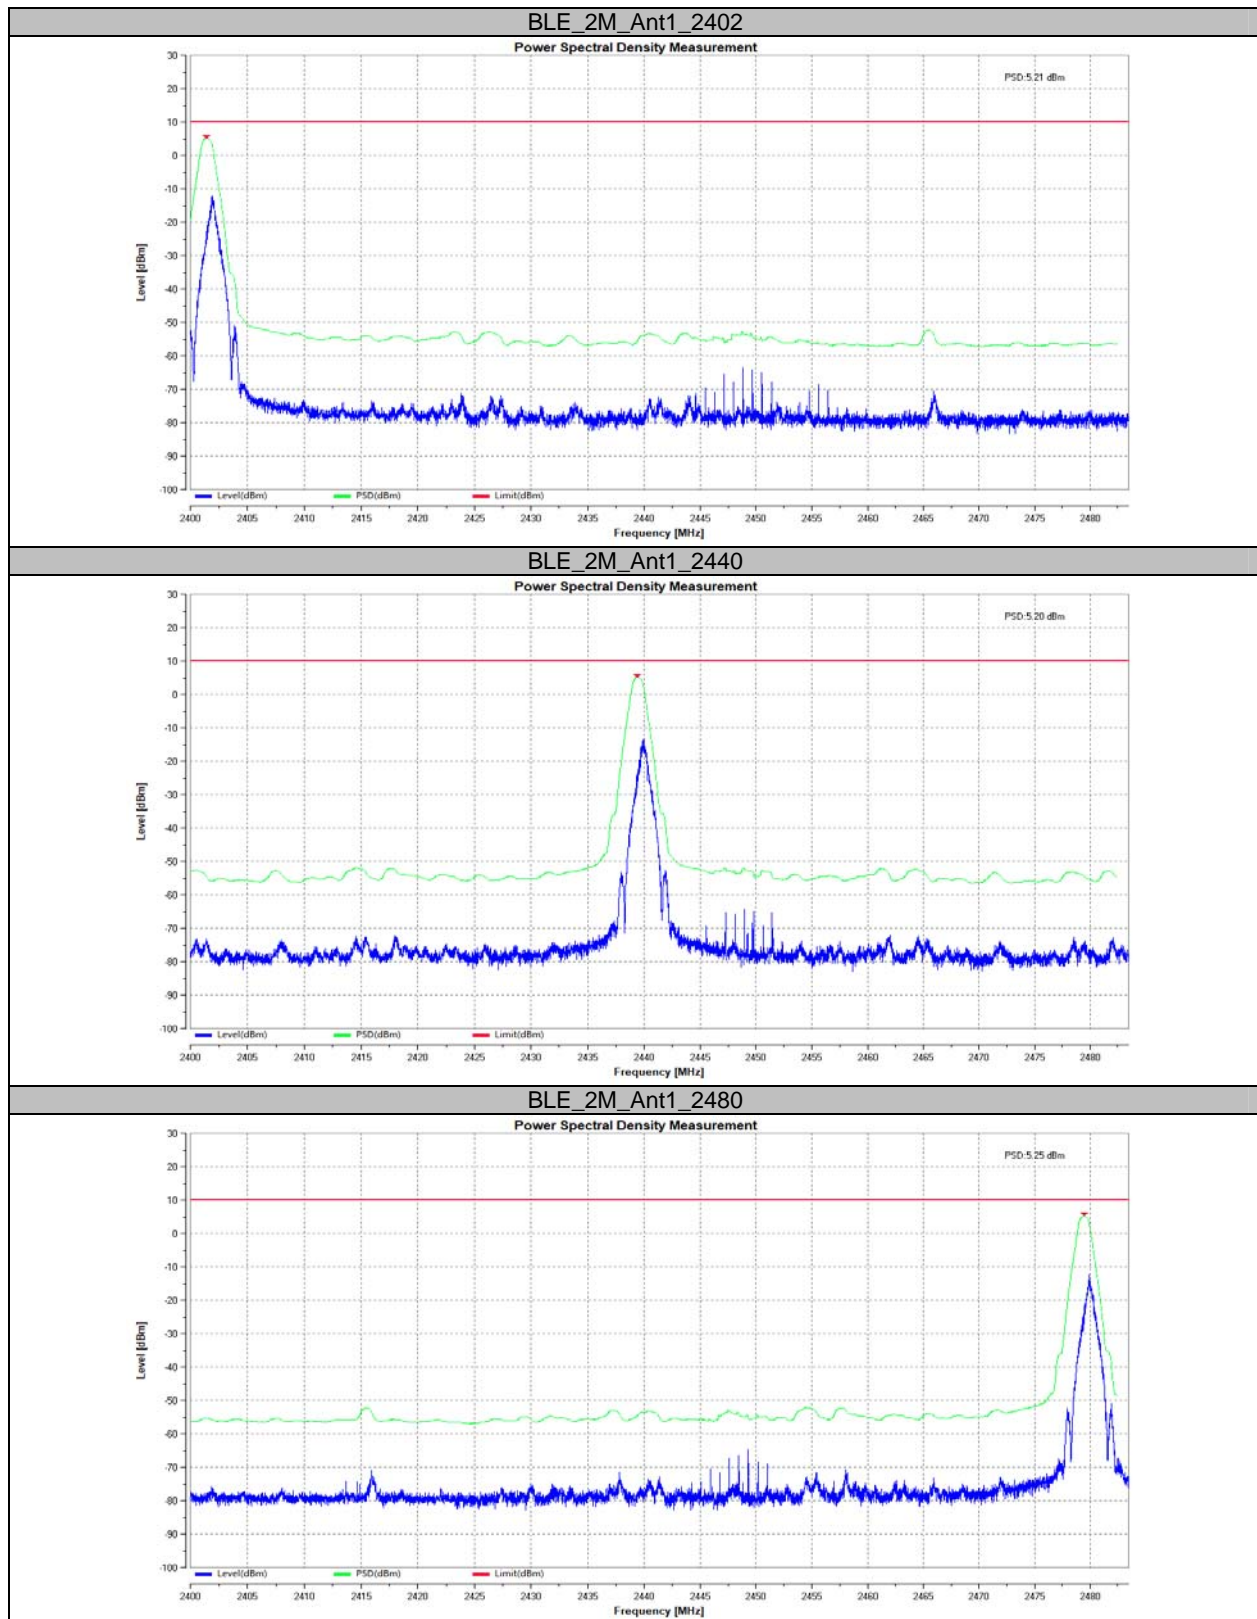 BLE_2M_Ant1_2402
Power Spectral Density Measurement
PSD:5.21 dBm
30
20
10
0
-10
-20
-30
-40
-50
-60
-70
-80
-90
-100
Level [dBm]
Level(dBm) PSD(dBm) Limit(dBm)
2400 2405 2410 2415 2420 2425 2430 2435 2440 2445 2450 2455 2460 2465 2470 2475 2480
Frequency [MHz]
BLE_2M_Ant1_2440
Power Spectral Density Measurement
PSD:5.20 dBm
30
20
10
0
-10
-20
-30
-40
-50
-60
-70
-80
-90
-100
Level [dBm]
Level(dBm) PSD(dBm) Limit(dBm)
2400 2405 2410 2415 2420 2425 2430 2435 2440 2445 2450 2455 2460 2465 2470 2475 2480
Frequency [MHz]
BLE_2M_Ant1_2480
Power Spectral Density Measurement
PSD:5.25 dBm
30
20
10
0
-10
-20
-30
-40
-50
-60
-70
-80
-90
-100
Level [dBm]
Level(dBm) PSD(dBm) Limit(dBm)
2400 2405 2410 2415 2420 2425 2430 2435 2440 2445 2450 2455 2460 2465 2470 2475 2480
Frequency [MHz]